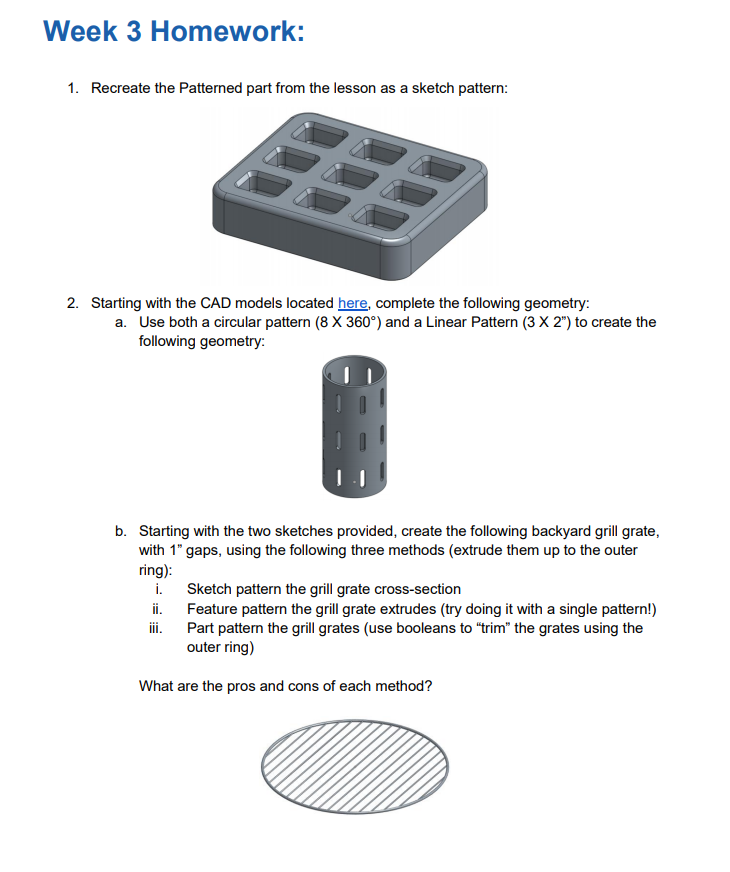 Week 3 Homework:
1. Recreate the Patterned part from the lesson as a sketch pattern:
2. Starting with the CAD models located here, complete the following geometry:
a. Use both a circular pattern (8 X 360°) and a Linear Pattern (3 X 2”) to create the
following geometry:
b. Starting with the two sketches provided, create the following backyard grill grate,
with 1” gaps, using the following three methods (extrude them up to the outer
ring):
i. Sketch pattern the grill grate cross-section
ii. Feature pattern the grill grate extrudes (try doing it with a single pattern!)
iii. Part pattern the grill grates (use booleans to “trim” the grates using the
outer ring)
What are the pros and cons of each method?